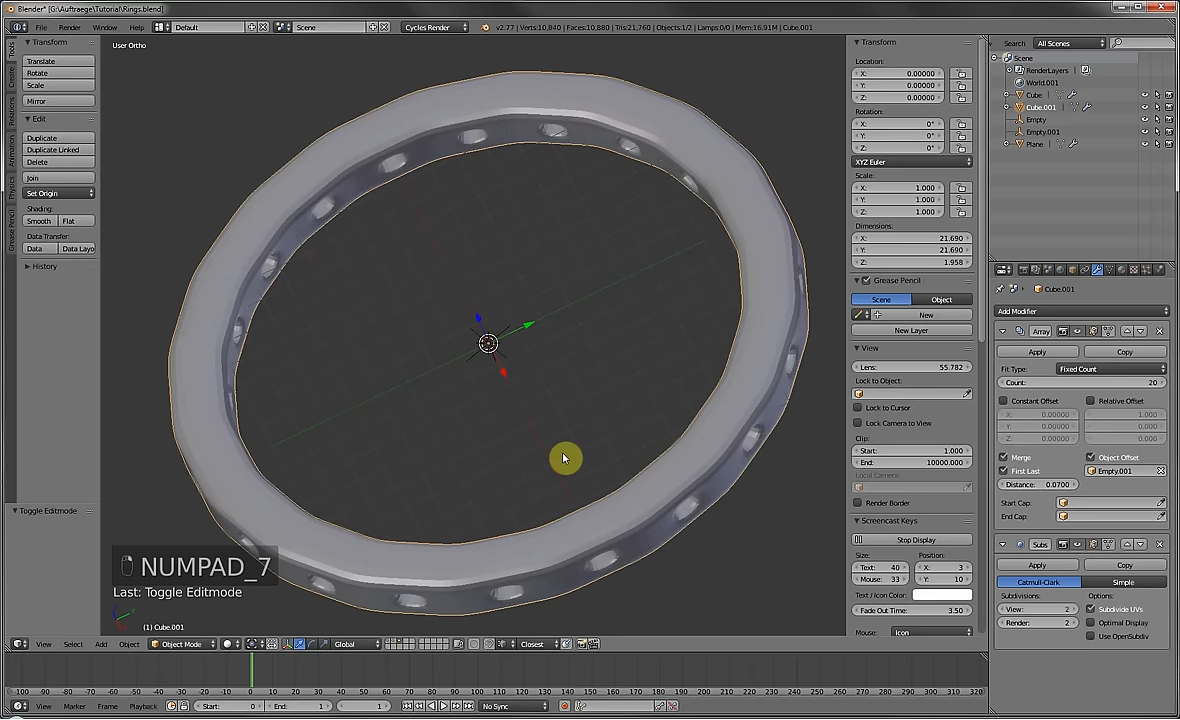 Blender* [G:\Auftraege\Tutorial\Rings.blend]
File Render Window Help Default Scene Cycles Render v2.77 | Verts:10,840 | Faces:10,880 | Tris:21,760 | Objects:1/2 | Lamps:0/0 | Mem:16.91M | Cube.001
Transform
Translate
Rotate
Scale
Mirror
Edit
Duplicate
Duplicate Linked
Delete
Join
Set Origin
Shading:
Smooth Flat
Data Transfer:
Data Data Layo
History
Toggle Editmode
Tools
Create
Relations
Animation
Physics
Grease Pencil
User Ortho
NUMPAD_7
Last: Toggle Editmode
(1) Cube.001
Transform
Location:
X: 0.00000
Y: 0.00000
Z: 0.00000
Rotation:
X: 0°
Y: 0°
Z: 0°
XYZ Euler
Scale:
X: 1.000
Y: 1.000
Z: 1.000
Dimensions:
X: 21.690
Y: 21.690
Z: 1.958
Grease Pencil
Scene Object
New
New Layer
View
Lens: 55.782
Lock to Object:
Lock to Cursor
Lock Camera to View
Clip:
Start: 1.000
End: 10000.000
Local Camera:
Render Border
Screencast Keys
Stop Display
Size: Position:
Text: 40 X: 3
Mouse: 33 Y: 10
Text / Icon Color:
Fade Out Time: 3.50
Mouse: Icon
View Search All Scenes
Scene
RenderLayers
World.001
Cube
Cube.001
Empty
Empty.001
Plane
Cube.001
Add Modifier
Array
Apply Copy
Fit Type: Fixed Count
Count: 20
Constant Offset Relative Offset
X: 0.00000 1.000
Y: 0.00000 0.000
Z: 0.00000 0.000
Merge Object Offset
First Last Empty.001
Distance: 0.0700
Start Cap:
End Cap:
Subs
Apply Copy
Catmull-Clark Simple
Subdivisions: Options:
View: 2 Subdivide UVs
Render: 2 Optimal Display
Use OpenSubdiv
View Select Add Object Object Mode Global Closest
-100 -90 -80 -70 -60 -50 -40 -30 -20 -10 0 10 20 30 40 50 60 70 80 90 100 110 120 130 140 150 160 170 180 190 200 210 220 230 240 250 260 270 280 290 300 310 320
View Marker Frame Playback Start: 0 End: 1 1 No Sync